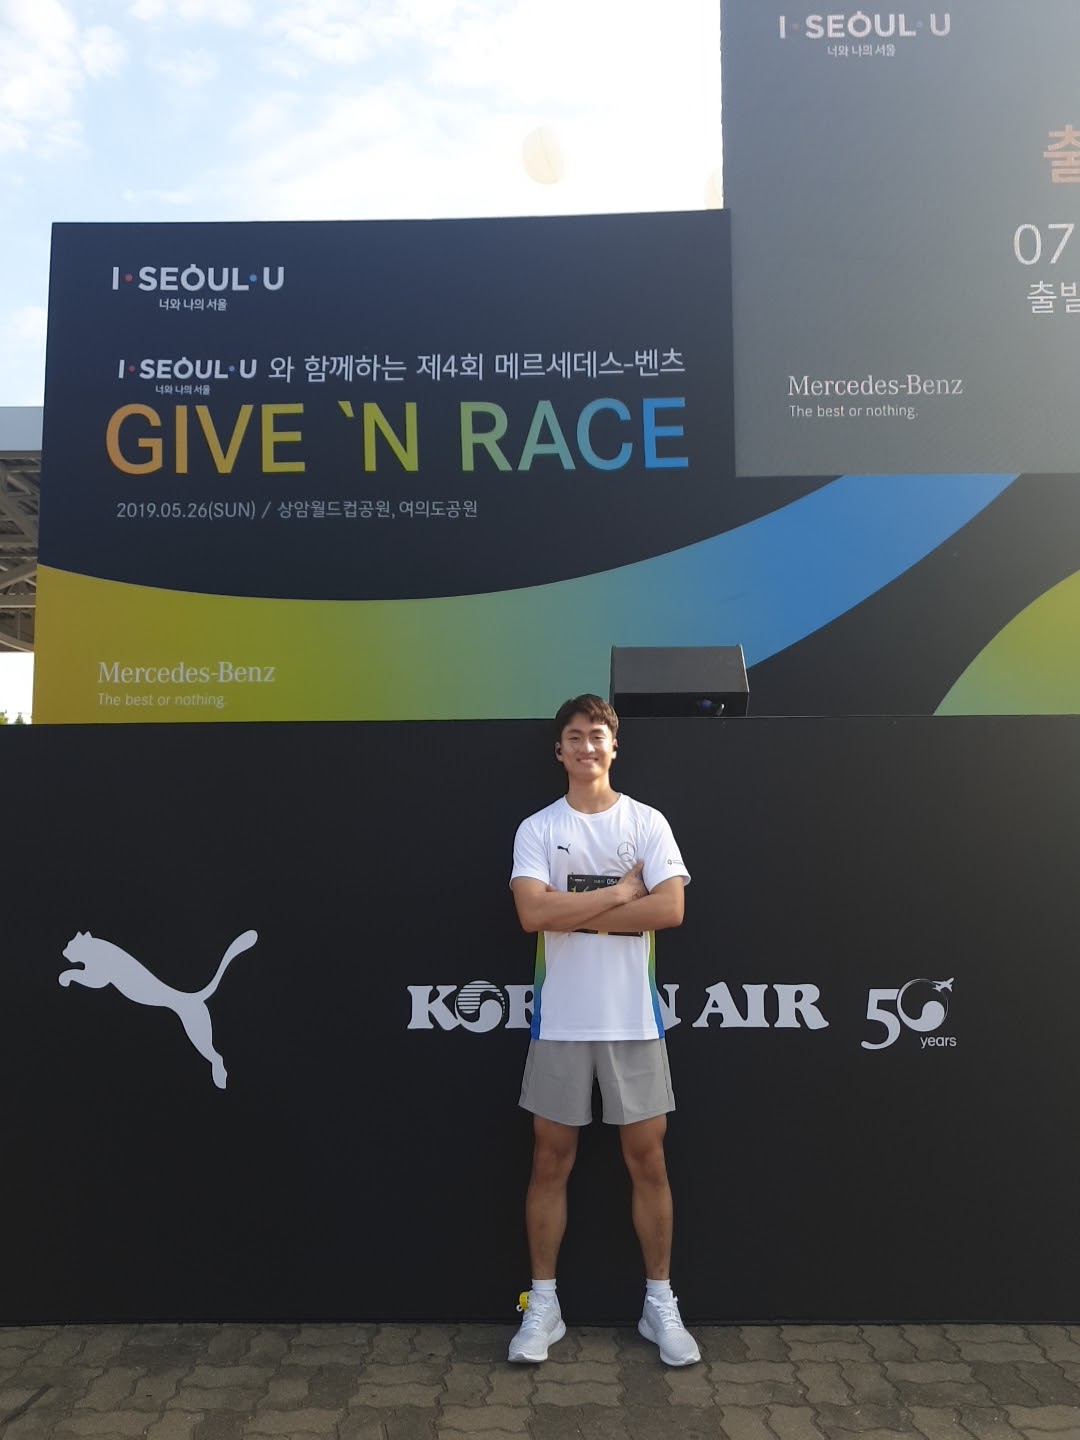 I·SEOUL·U
너와 나의 서울
I·SEOUL·U 와 함께하는 제4회 메르세데스-벤츠
너와 나의 서울
GIVE 'N RACE
2019.05.26(SUN) / 상암월드컵공원, 여의도공원
Mercedes-Benz
The best or nothing.
I·SEOUL·U
너와 나의 서울
07
Mercedes-Benz
The best or nothing.
AIR
50
years